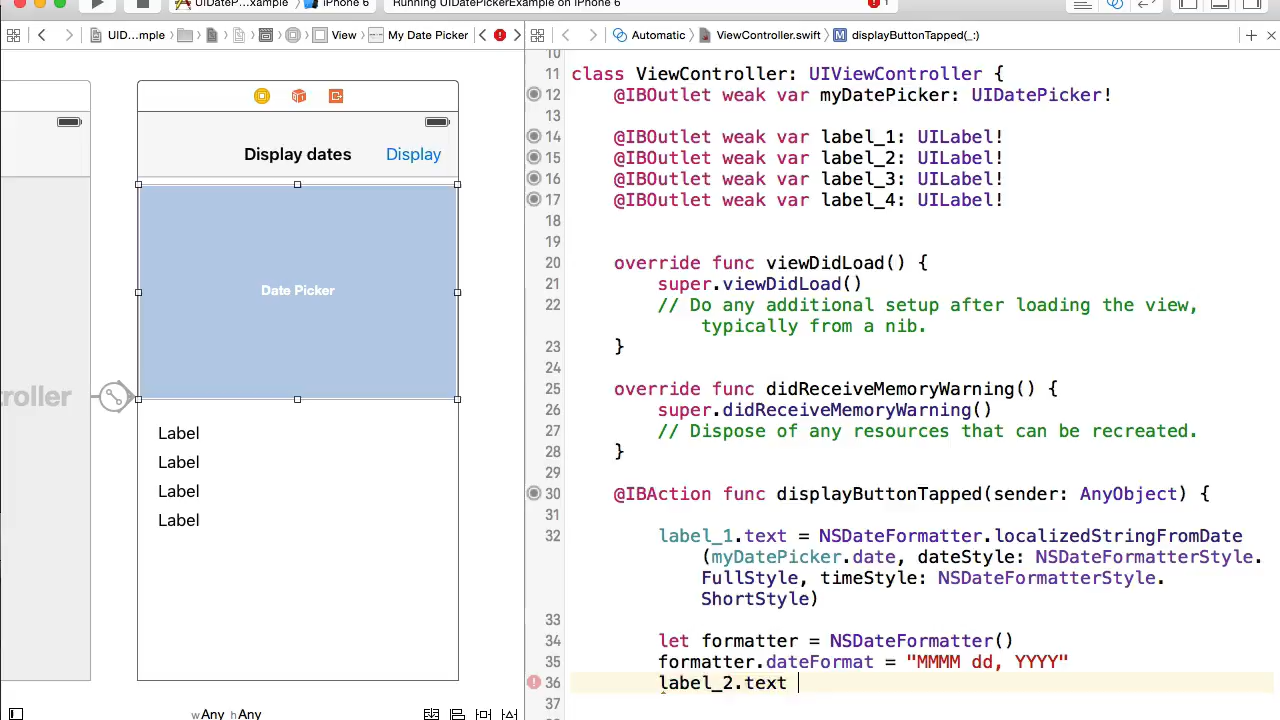 UIDateP...xample
iPhone 6
Running UIDatePickerExample on iPhone 6
1
UID...mple
View
My Date Picker
Automatic
ViewController.swift
displayButtonTapped(_:)
Display dates
Display
Date Picker
Label
Label
Label
Label
wAny hAny
10
11 class ViewController: UIViewController {
12 @IBOutlet weak var myDatePicker: UIDatePicker!
13
14 @IBOutlet weak var label_1: UILabel!
15 @IBOutlet weak var label_2: UILabel!
16 @IBOutlet weak var label_3: UILabel!
17 @IBOutlet weak var label_4: UILabel!
18
19
20 override func viewDidLoad() {
21 super.viewDidLoad()
22 // Do any additional setup after loading the view,
typically from a nib.
23 }
24
25 override func didReceiveMemoryWarning() {
26 super.didReceiveMemoryWarning()
27 // Dispose of any resources that can be recreated.
28 }
29
30 @IBAction func displayButtonTapped(sender: AnyObject) {
31
32 label_1.text = NSDateFormatter.localizedStringFromDate
(myDatePicker.date, dateStyle: NSDateFormatterStyle.
FullStyle, timeStyle: NSDateFormatterStyle.
ShortStyle)
33
34 let formatter = NSDateFormatter()
35 formatter.dateFormat = "MMMM dd, YYYY"
36 label_2.text
37